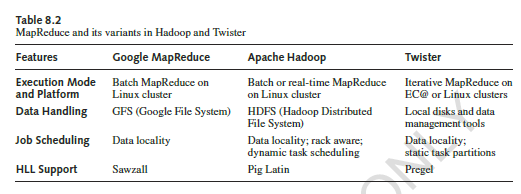 Table 8.2
MapReduce and its variants in Hadoop and Twister
Features Google MapReduce Apache Hadoop Twister
Execution Mode Batch MapReduce on Batch or real-time MapReduce Iterative MapReduce on
and Platform Linux cluster on Linux cluster EC@ or Linux clusters
Data Handling GFS (Google File System) HDFS (Hadoop Distributed Local disks and data
File System) management tools
Job Scheduling Data locality Data locality; rack aware; Data locality;
dynamic task scheduling static task partitions
HLL Support Sawzall Pig Latin Pregel
ONLY